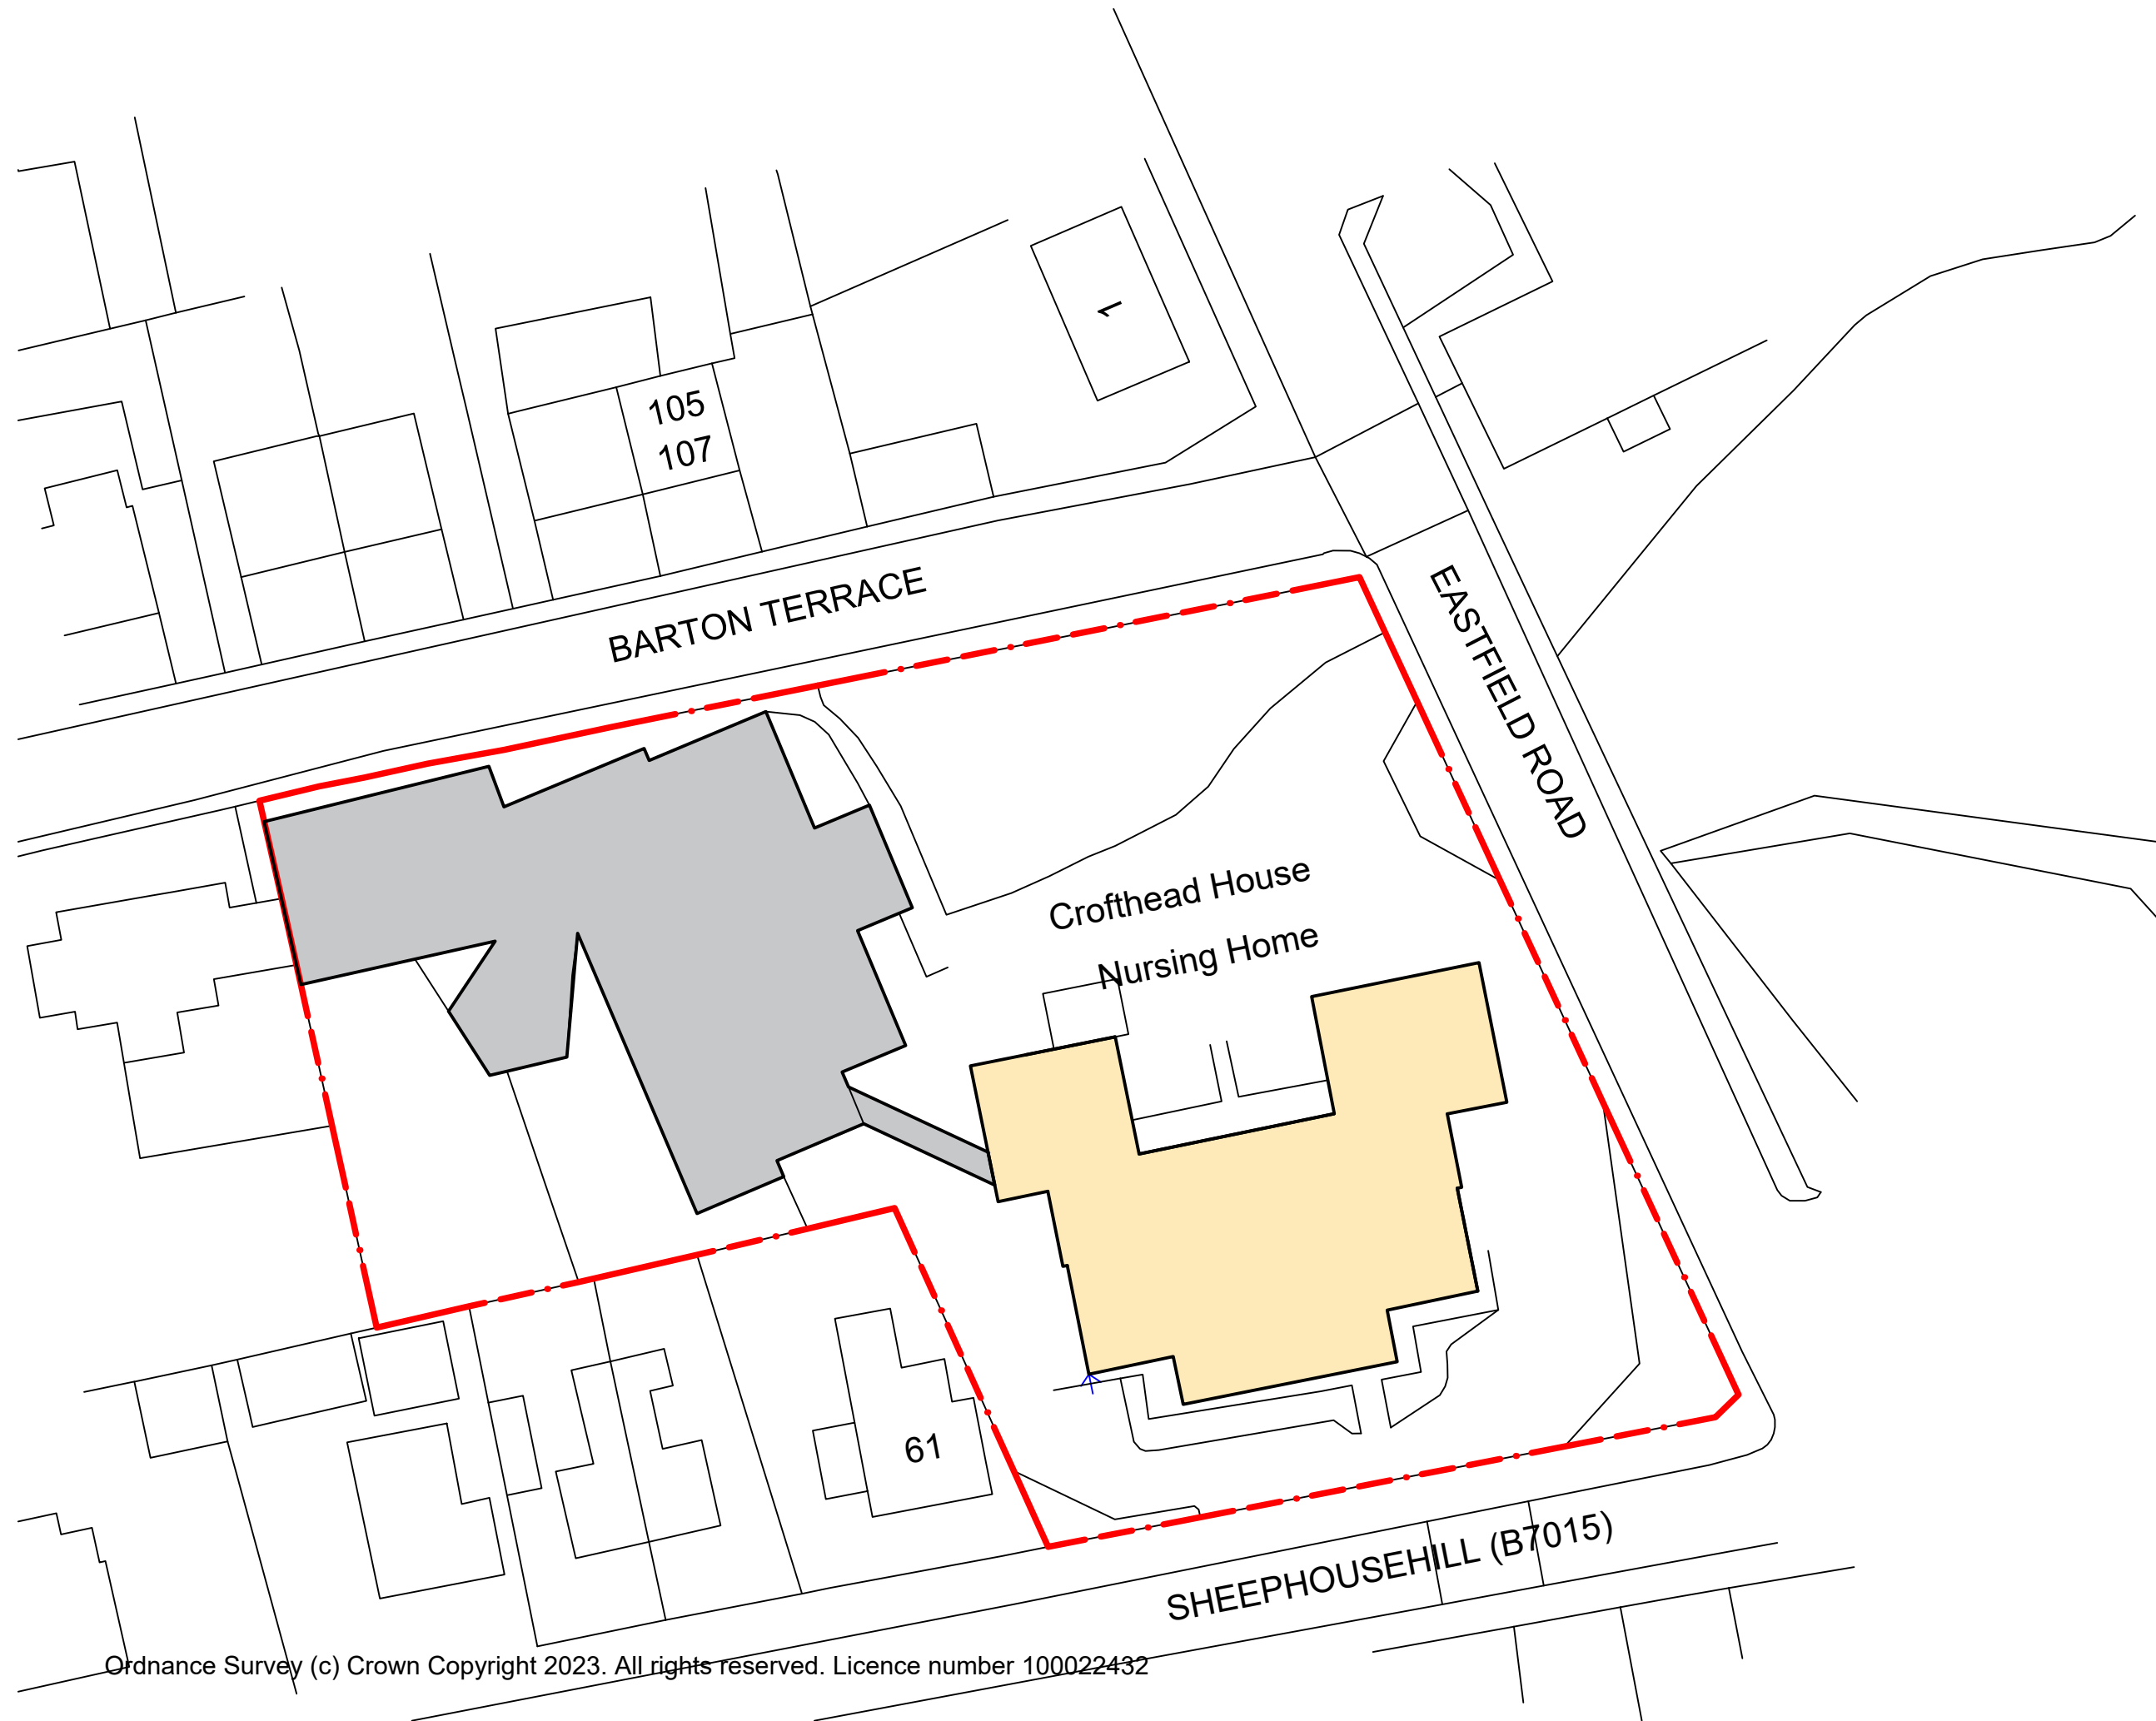 1
105
107
BARTON TERRACE
EASTFIELD ROAD
Crofthead House
Nursing Home
61
SHEEPHOUSEHILL (B7015)
Ordnance Survey (c) Crown Copyright 2023. All rights reserved. Licence number 100022432